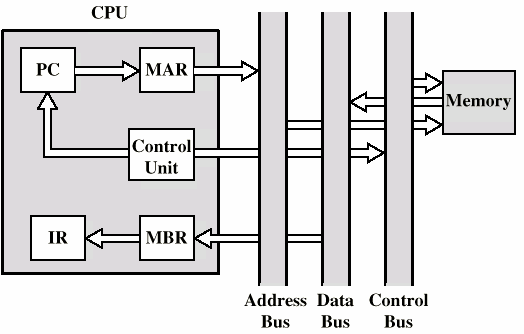 CPU
PC
MAR
Memory
Control
Unit
IR
MBR
Address
Bus
Data
Bus
Control
Bus